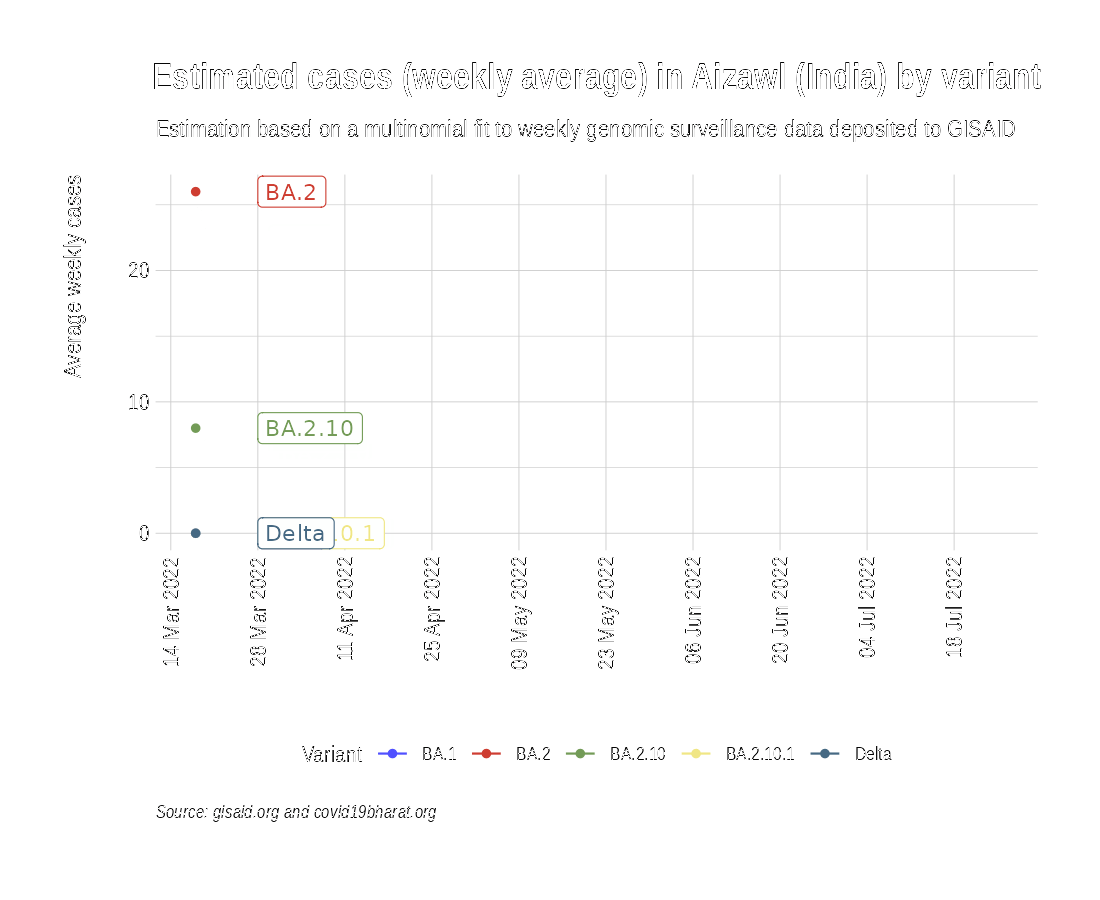 Estimated cases (weekly average) in Aizawl (India) by variant
Estimation based on a multinomial fit to weekly genomic surveillance data deposited to GISAID
Average weekly cases
BA.2
20
10
BA.2.10
0
Delta
0.1
14 Mar 2022
28 Mar 2022
11 Apr 2022
25 Apr 2022
09 May 2022
23 May 2022
06 Jun 2022
20 Jun 2022
04 Jul 2022
18 Jul 2022
Variant BA.1 BA.2 BA.2.10 BA.2.10.1 Delta
Source: gisaid.org and covid19bharat.org